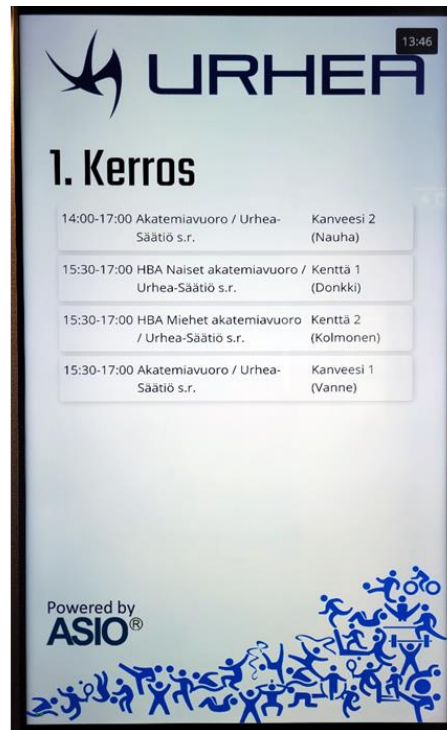 13:46
URHEA
1. Kerros
14:00-17:00 Akatemiavuoro / Urhea- Kanveesi 2
Säätiö s.r. (Nauha)
15:30-17:00 HBA Naiset akatemiavuoro / Kenttä 1
Urhea-Säätiö s.r. (Donkki)
15:30-17:00 HBA Miehet akatemiavuoro Kenttä 2
/ Urhea-Säätiö s.r. (Kolmonen)
15:30-17:00 Akatemiavuoro / Urhea- Kanveesi 1
Säätiö s.r. (Vanne)
Powered by
ASIO®